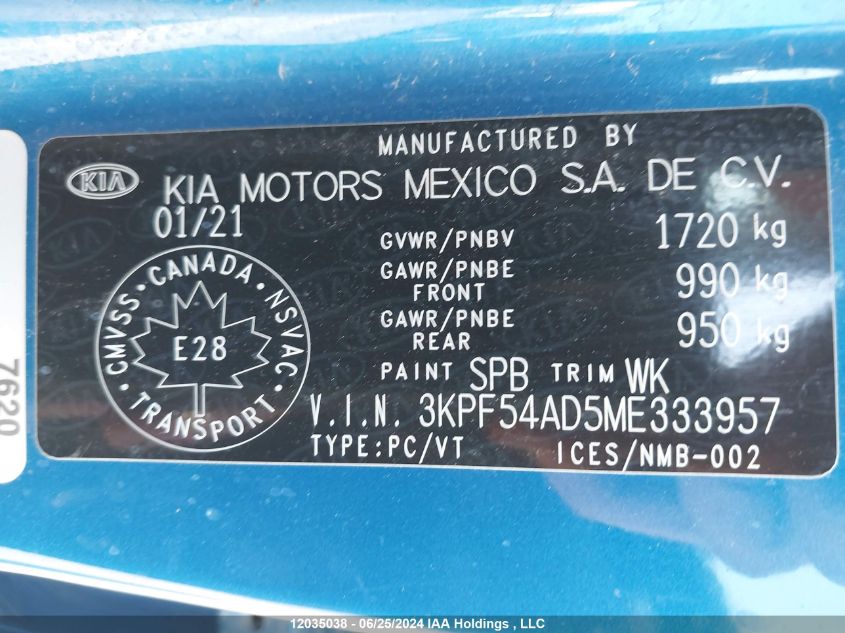 MANUFACTURED BY
KIA KIA MOTORS MEXICO S.A. DE C.V.
01/21
GVWR/PNBV 1720 kg
GAWR/PNBE FRONT 990 kg
GAWR/PNBE REAR 950 kg
CANADA • NSVAC • TRANSPORT • CMVSS •
E28
PAINT SPB TRIM WK
V.I.N. 3KPF54AD5ME333957
TYPE:PC/VT ICES/NMB-002
7620
12035038 - 06/25/2024 IAA Holdings , LLC